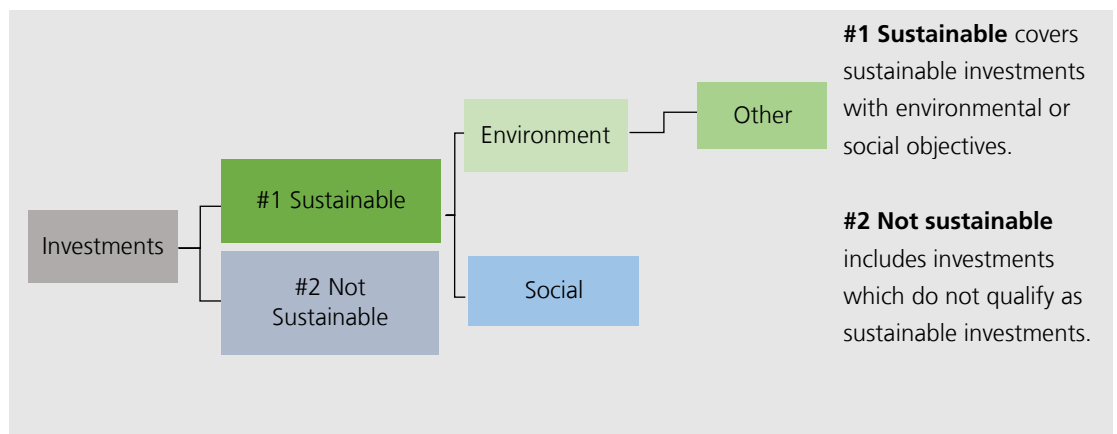 Investments
#1 Sustainable
#2 Not
Sustainable
Environment
Social
Other
#1 Sustainable covers
sustainable investments
with environmental or
social objectives.
#2 Not sustainable
includes investments
which do not qualify as
sustainable investments.